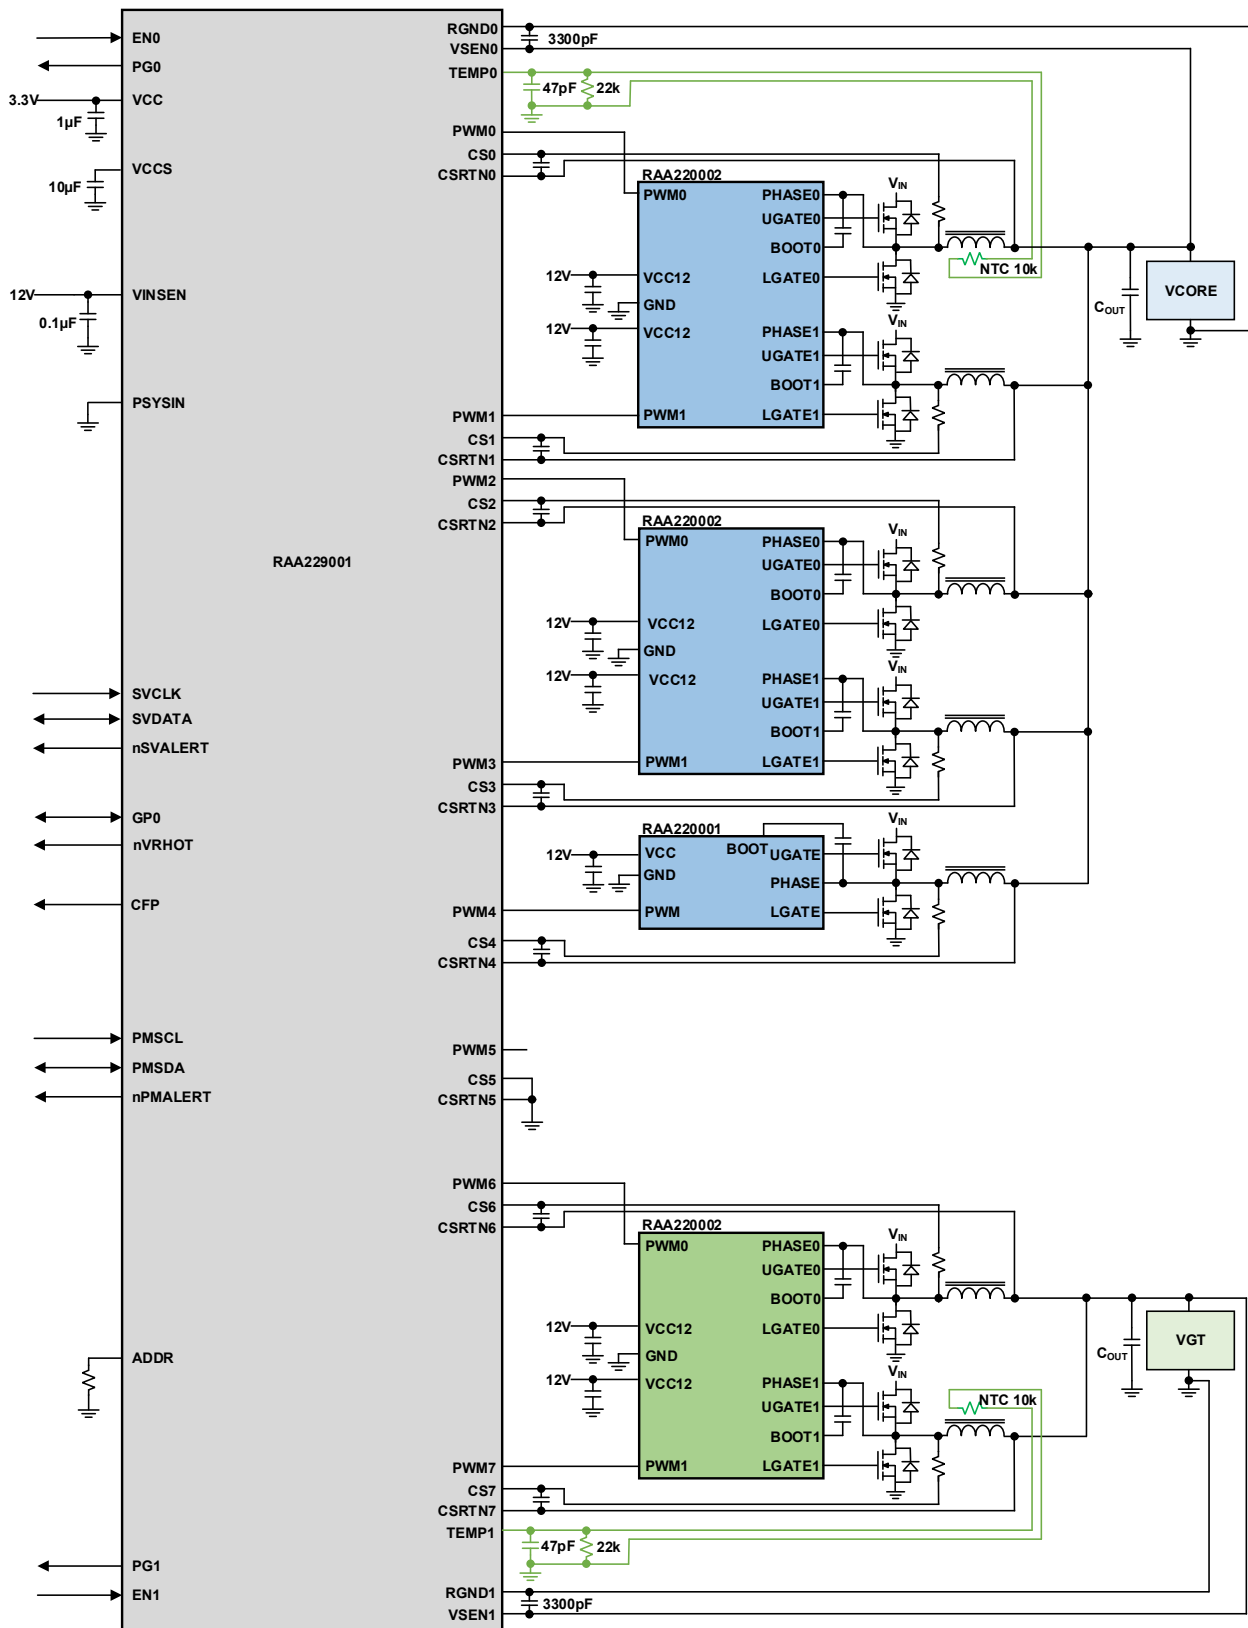 EN0
PG0
3.3V
VCC
1µF
VCCS
10µF
12V
VINSEN
0.1µF
PSYSIN
RAA229001
SVCLK
SVDATA
nSVALERT
GP0
nVRHOT
CFP
PMSCL
PMSDA
nPMALERT
ADDR
PG1
EN1
RGND0
3300pF
VSEN0
TEMP0
47pF
22k
PWM0
CS0
CSRTN0
RAA220002
PWM0
PHASE0
UGATE0
BOOT0
12V
VCC12
LGATE0
GND
12V
VCC12
PHASE1
UGATE1
BOOT1
PWM1
LGATE1
VIN
NTC 10k
VIN
COUT
VCORE
PWM1
CS1
CSRTN1
PWM2
CS2
CSRTN2
RAA220002
PWM0
PHASE0
UGATE0
BOOT0
12V
VCC12
LGATE0
GND
12V
VCC12
PHASE1
UGATE1
BOOT1
PWM1
LGATE1
VIN
VIN
PWM3
CS3
CSRTN3
RAA220001
BOOT
12V
VCC
UGATE
GND
PHASE
PWM
LGATE
VIN
PWM4
CS4
CSRTN4
PWM5
CS5
CSRTN5
PWM6
CS6
CSRTN6
RAA220002
PWM0
PHASE0
UGATE0
BOOT0
12V
VCC12
LGATE0
GND
12V
VCC12
PHASE1
UGATE1
BOOT1
PWM1
LGATE1
VIN
VIN
NTC 10k
COUT
VGT
PWM7
CS7
CSRTN7
TEMP1
47pF
22k
RGND1
3300pF
VSEN1